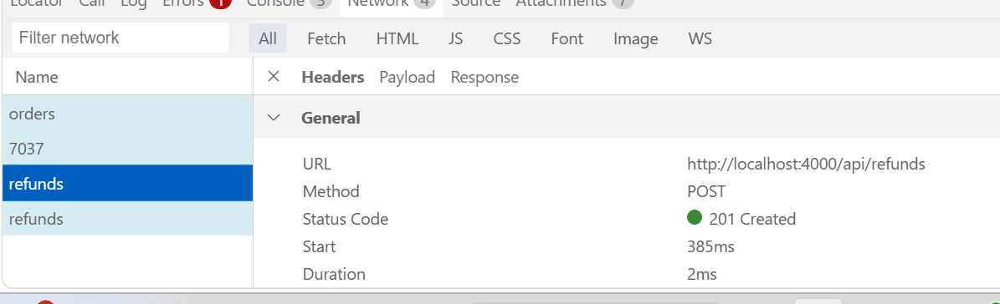 Locator Call Log Errors 1 Console 3 Network 4 Source Attachments 7
Filter network All Fetch HTML JS CSS Font Image WS
Name Headers Payload Response
orders General
7037
refunds URL http://localhost:4000/api/refunds
Method POST
refunds Status Code 201 Created
Start 385ms
Duration 2ms